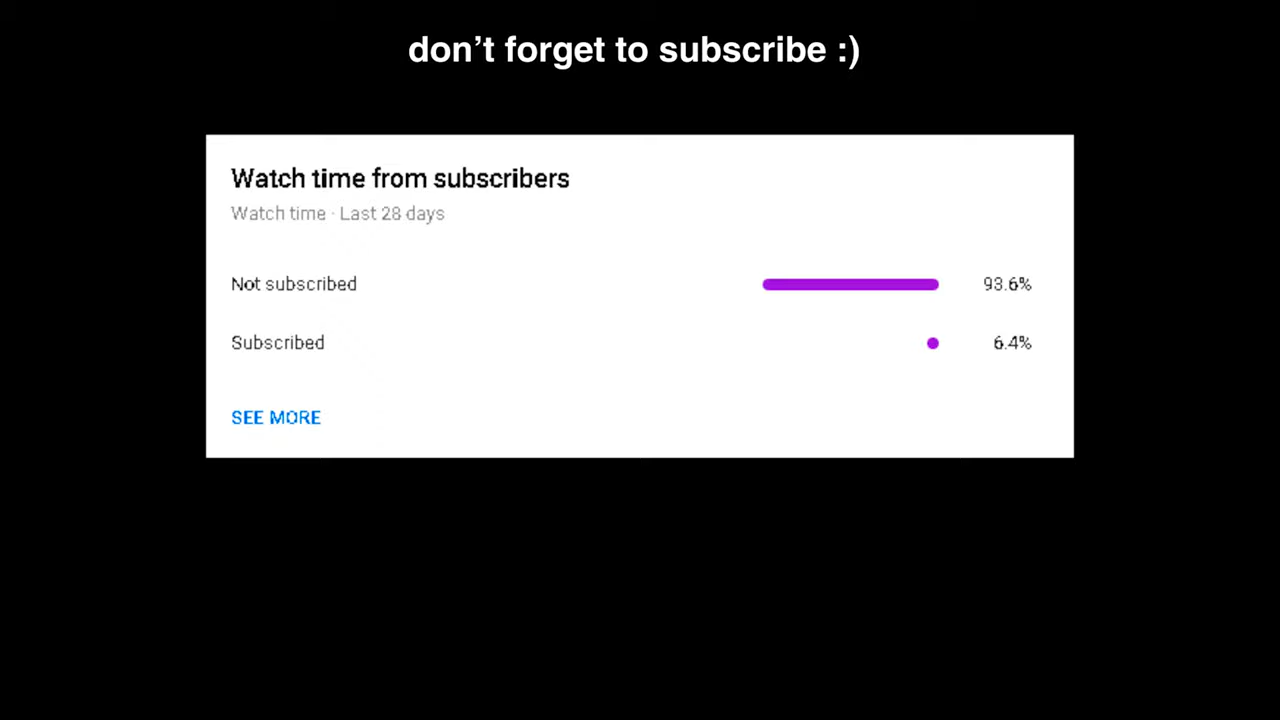 don’t forget to subscribe :)
Watch time from subscribers
Watch time · Last 28 days
Not subscribed 93.6%
Subscribed 6.4%
SEE MORE